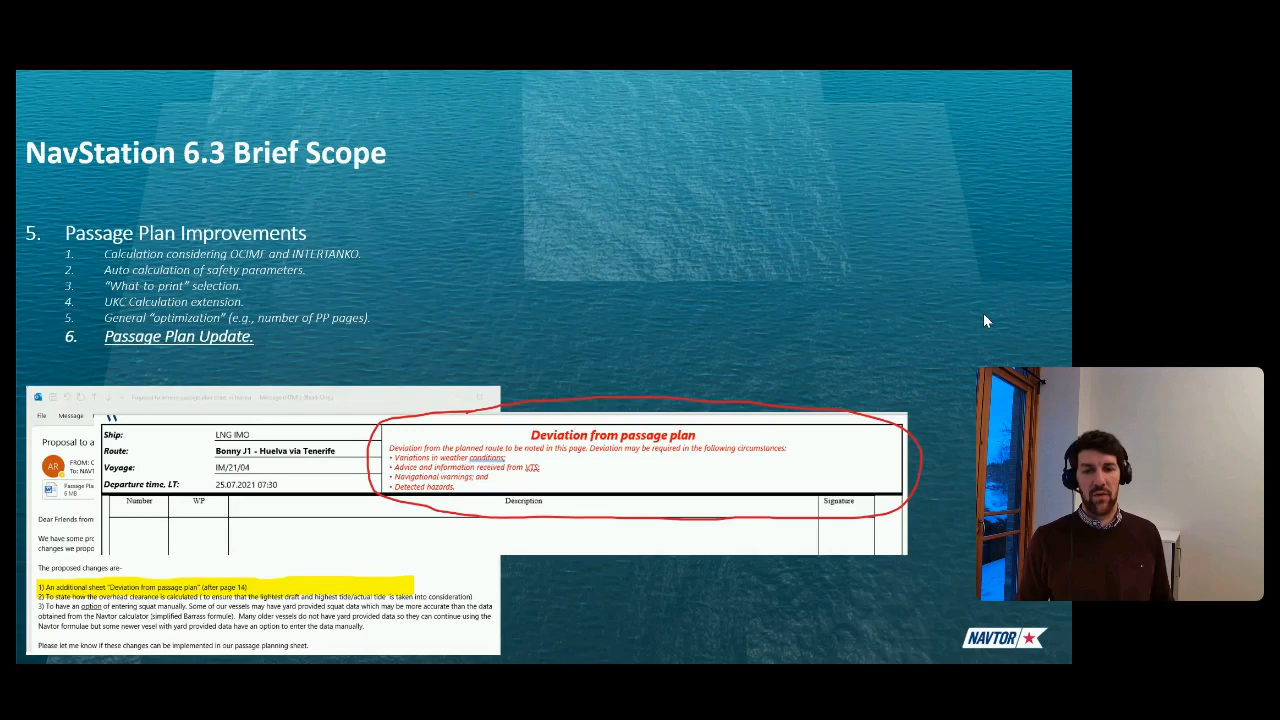 NavStation 6.3 Brief Scope
5. Passage Plan Improvements
1. Calculation considering OCIMF and INTERTANKO.
2. Auto calculation of safety parameters.
3. “What-to-print” selection.
4. UKC Calculation extension.
5. General “optimization” (e.g., number of PP pages).
6. Passage Plan Update.
File Message
Ship: LNG IMO
Route: Bonny J1 - Huelva via Tenerife
Voyage: IM/21/04
Departure time, LT: 25.07.2021 07:30
Deviation from passage plan
Deviation from the planned route to be noted in this page. Deviation may be required in the following circumstances:
• Variations in weather conditions;
• Advice and information received from VTS;
• Navigational warnings; and
• Detected hazards.
Number WP Description Signature
Proposal to a
AR
FROM: C
To: NAVT
Passage Pla
6 MB
Dear Friends from
We have some pro
changes we propo
The proposed changes are-
1) An additional sheet "Deviation from passage plan" (after page 14)
2) To state how the overhead clearance is calculated ( to ensure that the lightest draft and highest tide/actual tide is taken into consideration)
3) To have an option of entering squat manually. Some of our vessels may have yard provided squat data which may be more accurate than the data
obtained from the Navtor calculator (simplified Barrass formule). Many older vessels do not have yard provided data so they can continue using the
Navtor formulae but some newer vesel with yard provided data have an option to enter the data manually.
Please let me know if these changes can be implemented in our passage planning sheet.
NAVTOR